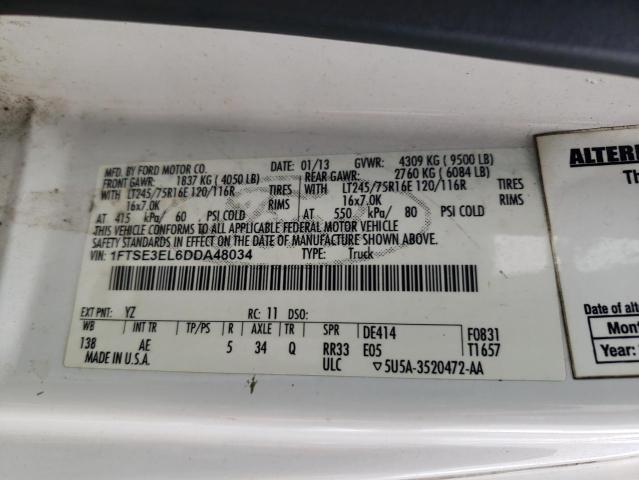 MFD. BY FORD MOTOR CO.
DATE: 01/13
GVWR: 4309 KG ( 9500 LB)
FRONT GAWR: 1837 KG ( 4050 LB)
REAR GAWR: 2760 KG ( 6084 LB)
WITH LT245/75R16E 120/116R TIRES
WITH LT245/75R16E 120/116R TIRES
16x7.0K RIMS
16x7.0K RIMS
AT 415 kPa/ 60 PSI COLD
AT 550 kPa/ 80 PSI COLD
THIS VEHICLE CONFORMS TO ALL APPLICABLE FEDERAL MOTOR VEHICLE
SAFETY STANDARDS IN EFFECT ON THE DATE OF MANUFACTURE SHOWN ABOVE.
VIN: 1FTSE3EL6DDA48034
TYPE: Truck
EXT PNT: YZ
RC: 11 DSO:
WB INT TR TP/PS R AXLE TR SPR DE414 F0831
138 AE 5 34 Q RR33 E05 T1657
MADE IN U.S.A.
ULC ▽5U5A-3520472-AA
ALTER
Th
Date of alt
Mon
Year: